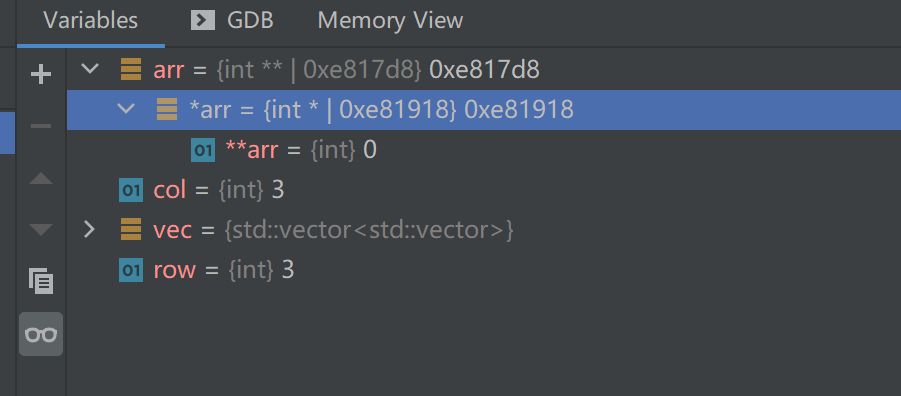 Variables GDB Memory View
arr = {int ** | 0xe817d8} 0xe817d8
*arr = {int * | 0xe81918} 0xe81918
01 **arr = {int} 0
01 col = {int} 3
vec = {std::vector<std::vector>}
01 row = {int} 3